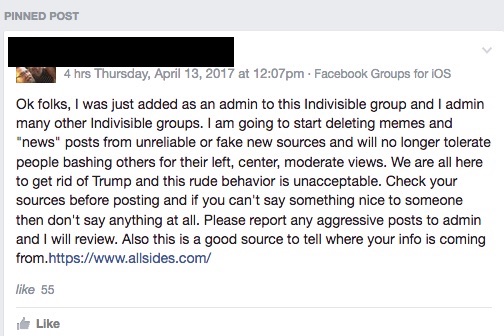 PINNED POST
4 hrs Thursday, April 13, 2017 at 12:07pm · Facebook Groups for iOS
Ok folks, I was just added as an admin to this Indivisible group and I admin
many other Indivisible groups. I am going to start deleting memes and
"news" posts from unreliable or fake new sources and will no longer tolerate
people bashing others for their left, center, moderate views. We are all here
to get rid of Trump and this rude behavior is unacceptable. Check your
sources before posting and if you can't say something nice to someone
then don't say anything at all. Please report any aggressive posts to admin
and I will review. Also this is a good source to tell where your info is coming
from.https://www.allsides.com/
like 55
Like